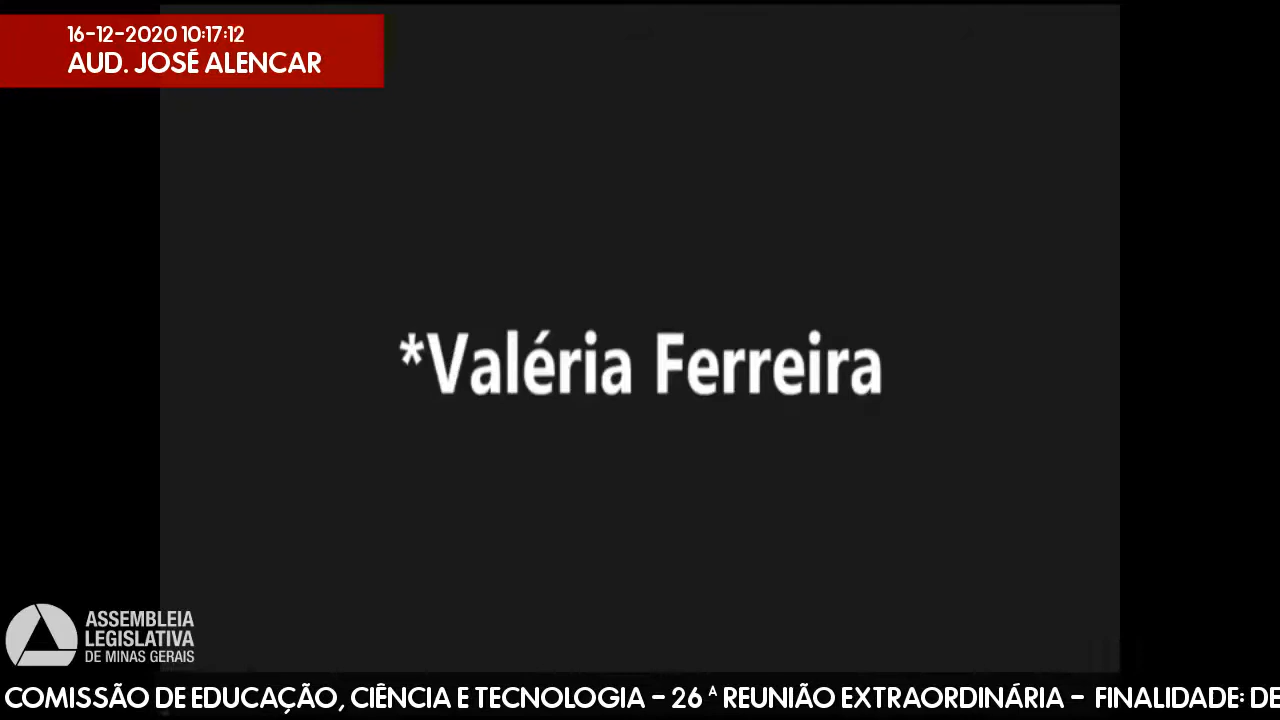 16-12-2020 10:17:12
AUD. JOSÉ ALENCAR
*Valéria Ferreira
ASSEMBLEIA
LEGISLATIVA
DE MINAS GERAIS
COMISSÃO DE EDUCAÇÃO, CIÊNCIA E TECNOLOGIA - 26 ª REUNIÃO EXTRAORDINÁRIA - FINALIDADE: DE